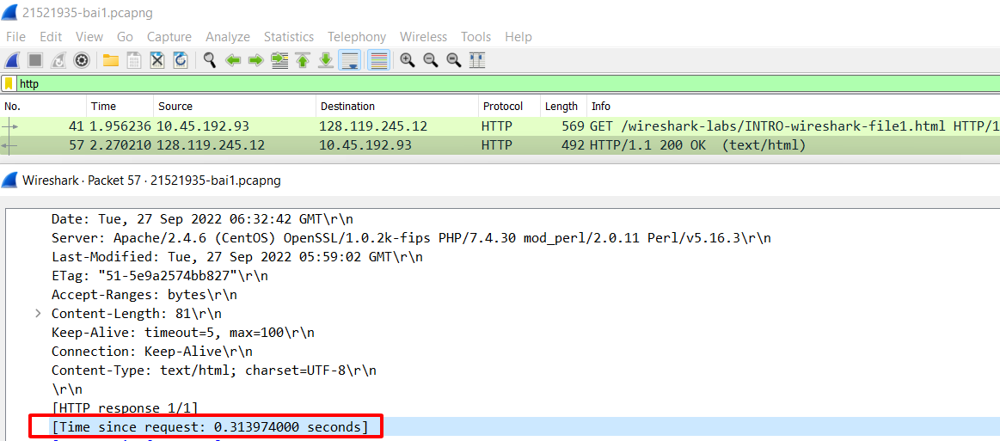 21521935-bai1.pcapng
File Edit View Go Capture Analyze Statistics Telephony Wireless Tools Help
http
No. Time Source Destination Protocol Length Info
41 1.956236 10.45.192.93 128.119.245.12 HTTP 569 GET /wireshark-labs/INTRO-wireshark-file1.html HTTP/1
57 2.270210 128.119.245.12 10.45.192.93 HTTP 492 HTTP/1.1 200 OK (text/html)
Wireshark · Packet 57 · 21521935-bai1.pcapng
Date: Tue, 27 Sep 2022 06:32:42 GMT\r\n
Server: Apache/2.4.6 (CentOS) OpenSSL/1.0.2k-fips PHP/7.4.30 mod_perl/2.0.11 Perl/v5.16.3\r\n
Last-Modified: Tue, 27 Sep 2022 05:59:02 GMT\r\n
ETag: "51-5e9a2574bb827"\r\n
Accept-Ranges: bytes\r\n
Content-Length: 81\r\n
Keep-Alive: timeout=5, max=100\r\n
Connection: Keep-Alive\r\n
Content-Type: text/html; charset=UTF-8\r\n
\r\n
[HTTP response 1/1]
[Time since request: 0.313974000 seconds]